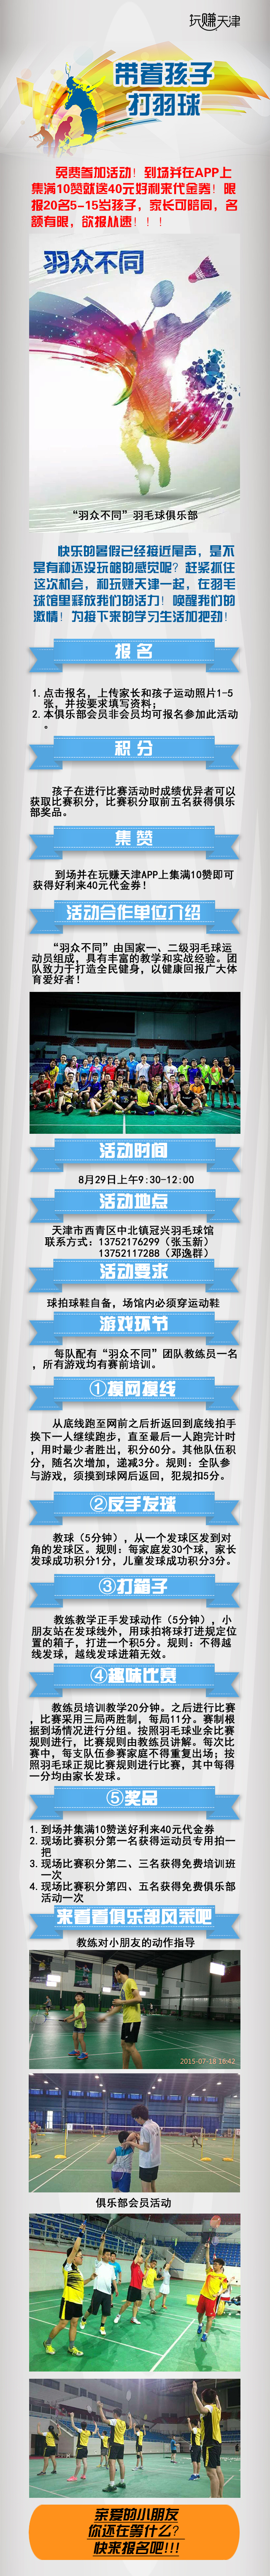 玩赚天津
带着孩子
打羽球
免费参加活动！到场并在APP上
集满10赞就送40元好利来代金券！限
报20名5-15岁孩子，家长可陪同，名
额有限，欲报从速！！！
羽众不同
“羽众不同”羽毛球俱乐部
快乐的暑假已经接近尾声，是不
是有种还没玩够的感觉呢？赶紧抓住
这次机会，和玩赚天津一起，在羽毛
球馆里释放我们的活力！唤醒我们的
激情！为接下来的学习生活加把劲！
报名
1.点击报名，上传家长和孩子运动照片1-5
张，并按要求填写资料；
2.本俱乐部会员非会员均可报名参加此活动
。
积分
孩子在进行比赛活动时成绩优异者可以
获取比赛积分，比赛积分取前五名获得俱乐
部奖品。
集赞
到场并在玩赚天津APP上集满10赞即可
获得好利来40元代金券！
活动合作单位介绍
“羽众不同”由国家一、二级羽毛球运
动员组成，具有丰富的教学和实战经验。团
队致力于打造全民健身，以健康回报广大体
育爱好者！
活动时间
8月29日上午9:30-12:00
活动地点
天津市西青区中北镇冠兴羽毛球馆
联系方式：13752176299（张玉新）
13752117288（邓逸群）
活动要求
球拍球鞋自备，场馆内必须穿运动鞋
游戏环节
每队配有“羽众不同”团队教练员一名
，所有游戏均有赛前培训。
①摸网摸线
从底线跑至网前之后折返回到底线拍手
换下一人继续跑步，直至最后一人跑完计时
，用时最少者胜出，积分60分。其他队伍积
分，随名次增加，递减3分。规则：全队参
与游戏，须摸到球网后返回，犯规扣5分。
②反手发球
教球（5分钟），从一个发球区发到对
角的发球区。规则：每家庭发30个球，家长
发球成功积分1分，儿童发球成功积分3分。
③打箱子
教练教学正手发球动作（5分钟），小
朋友站在发球线外，用球拍将球打进规定位
置的箱子，打进一个积5分。规则：不得越
线发球，越线发球进箱无效。
④趣味比赛
教练员培训教学20分钟。之后进行比赛
，比赛采用三局两胜制，每局11分。赛制根
据到场情况进行分组。按照羽毛球业余比赛
规则进行，比赛规则由教练员讲解。每次比
赛中，每支队伍参赛家庭不得重复出场；按
照羽毛球正规比赛规则进行比赛，其中每得
一分均由家长发球。
⑤奖品
1.到场并集满10赞送好利来40元代金券
2.现场比赛积分第一名获得运动员专用拍一
把
3.现场比赛积分第二、三名获得免费培训班
一次
4.现场比赛积分第四、五名获得免费俱乐部
活动一次
来看看俱乐部风采吧
教练对小朋友的动作指导
2015-07-18 16:42
俱乐部会员活动
亲爱的小朋友
你还在等什么？
快来报名吧!!!